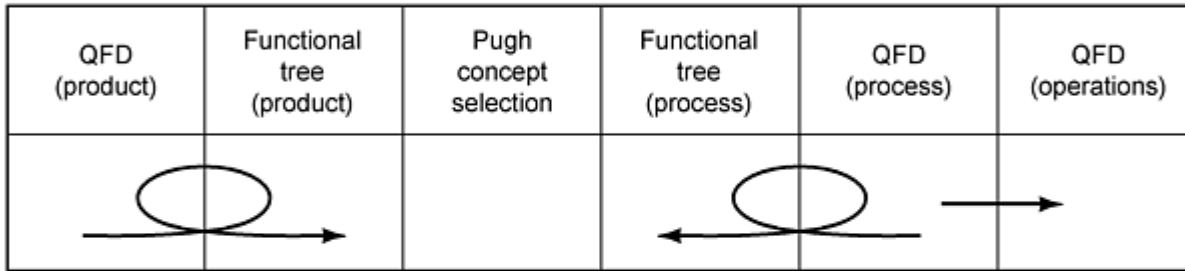 QFD
(product)
Functional
tree
(product)
Pugh
concept
selection
Functional
tree
(process)
QFD
(process)
QFD
(operations)